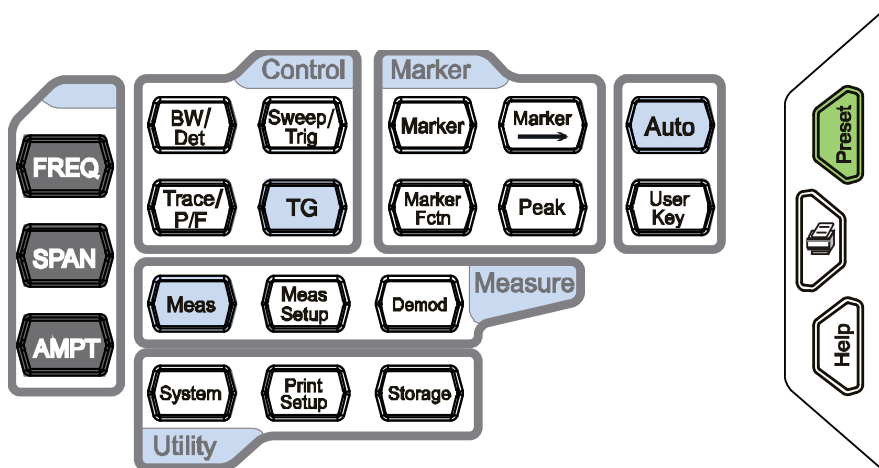 Control
Marker
BW/
Det
Sweep/
Trig
Marker
Marker
Auto
Preset
FREQ
Trace/
P/F
TG
Marker
Fctn
Peak
User
Key
SPAN
Meas
Meas
Setup
Demod
Measure
AMPT
System
Print
Setup
Storage
Help
Utility